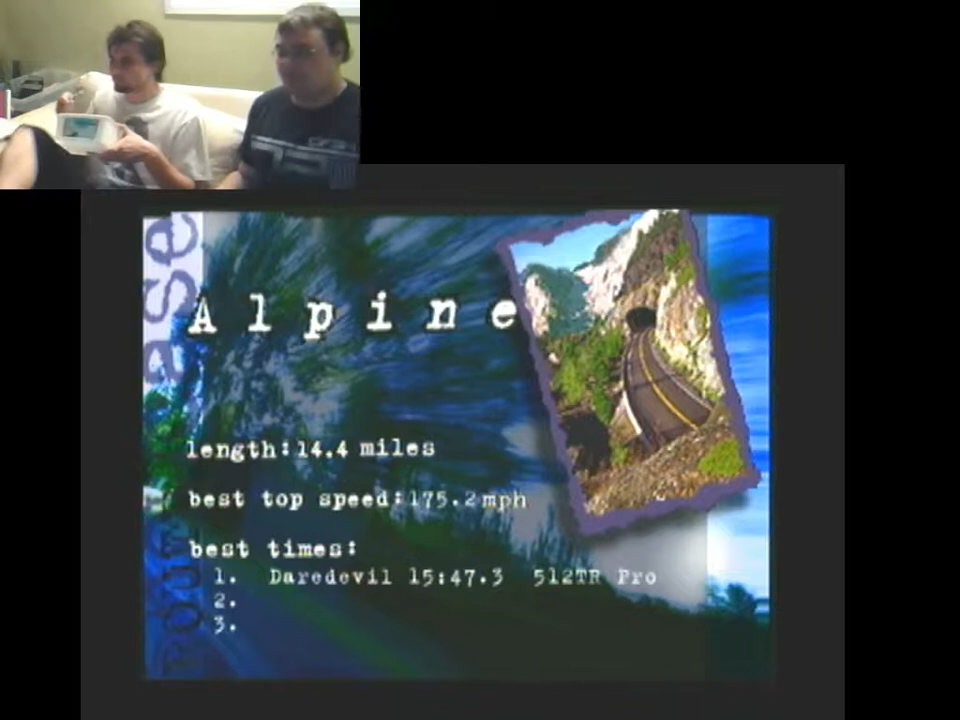 Alpine
length:14.4 miles
best top speed:175.2mph
best times:
1. Daredevil 15:47.3 512TR Pro
2.
3.